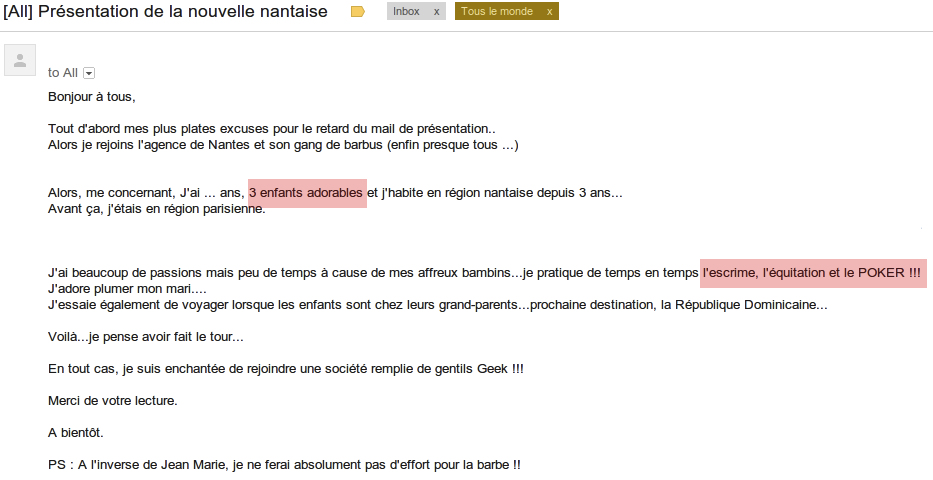 [All] Présentation de la nouvelle nantaise Inbox x Tous le monde x
to All
Bonjour à tous,
Tout d'abord mes plates excuses pour le retard du mail de présentation..
Alors je rejoins l'agence de Nantes et son gang de barbus (enfin presque tous ...)
Alors, me concernant, J'ai ... ans, 3 enfants adorables et j'habite en région nantaise depuis 3 ans...
Avant ça, j'étais en région parisienne.
J'ai beaucoup de passions mais peu de temps à cause de mes affreux bambins...je pratique de temps en temps l'escrime, l'équitation et le POKER !!!
J'adore plumer mon mari....
J'essaie également de voyager lorsque les enfants sont chez leurs grand-parents...prochaine destination, la République Dominicaine...
Voilà...je pense avoir fait le tour...
En tout cas, je suis enchantée de rejoindre une société remplie de gentils Geek !!!
Merci de votre lecture.
A bientôt.
PS : A l'inverse de Jean Marie, je ne ferai absolument pas d'effort pour la barbe !!